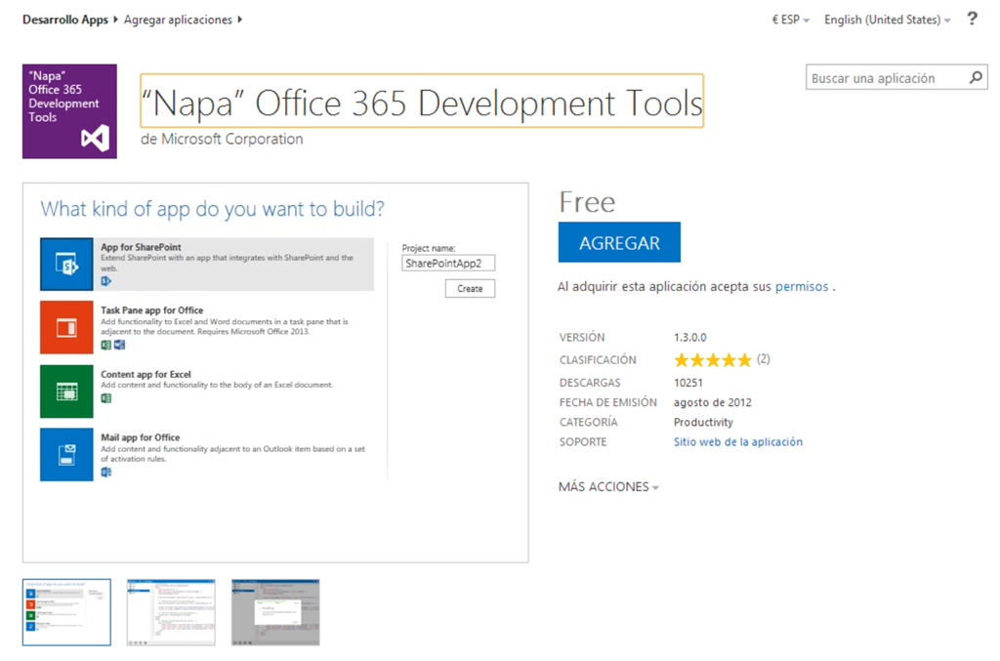 Desarrollo Apps Agregar aplicaciones
€ ESP English (United States) ?
"Napa"
Office 365
Development
Tools
“Napa” Office 365 Development Tools
de Microsoft Corporation
Buscar una aplicación
What kind of app do you want to build?
App for SharePoint
Extend SharePoint with an app that integrates with SharePoint and the
web.
Task Pane app for Office
Add functionality to Excel and Word documents in a task pane that is
adjacent to the document. Requires Microsoft Office 2013.
Content app for Excel
Add content and functionality to the body of an Excel document.
Mail app for Office
Add content and functionality adjacent to an Outlook item based on a set
of activation rules.
Project name:
SharePointApp2
Create
Free
AGREGAR
Al adquirir esta aplicación acepta sus permisos .
VERSIÓN 1.3.0.0
CLASIFICACIÓN (2)
DESCARGAS 10251
FECHA DE EMISIÓN agosto de 2012
CATEGORÍA Productivity
SOPORTE Sitio web de la aplicación
MÁS ACCIONES